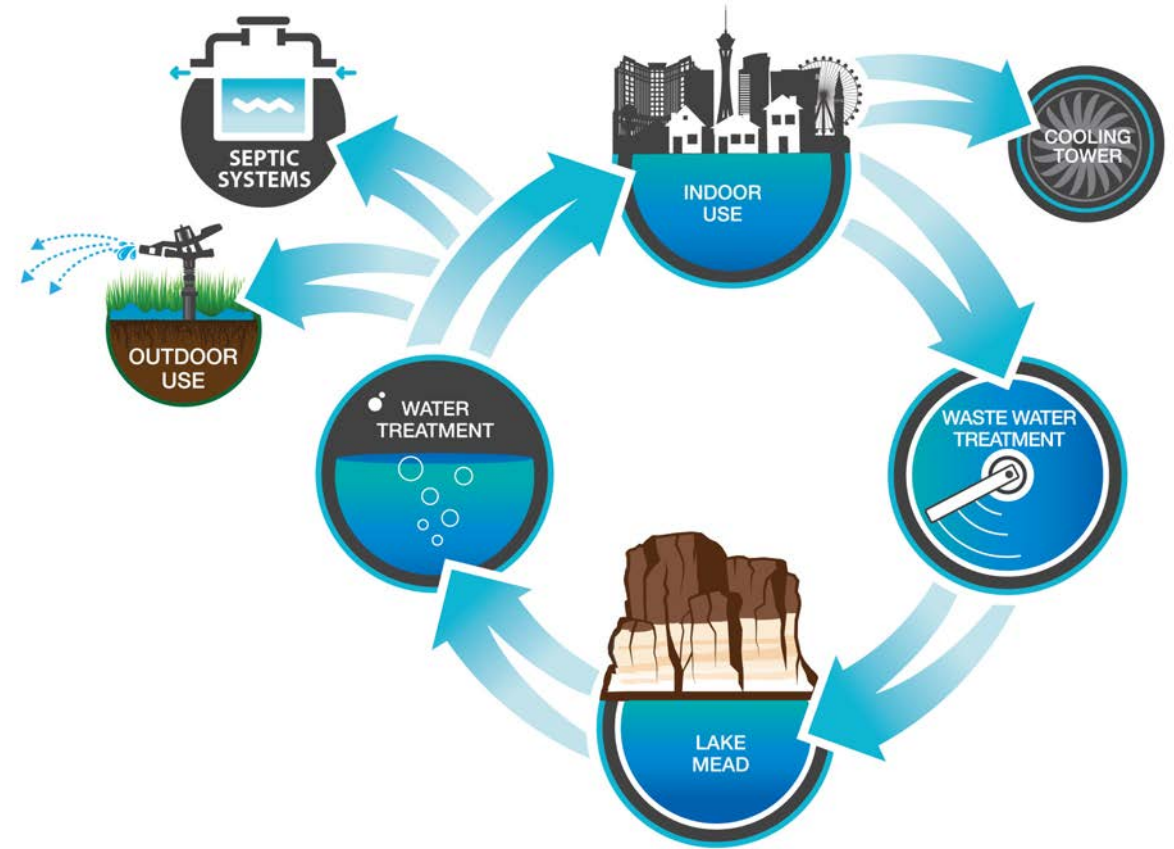 SEPTIC
SYSTEMS
INDOOR
USE
COOLING
TOWER
OUTDOOR
USE
WATER
TREATMENT
WASTE WATER
TREATMENT
LAKE
MEAD